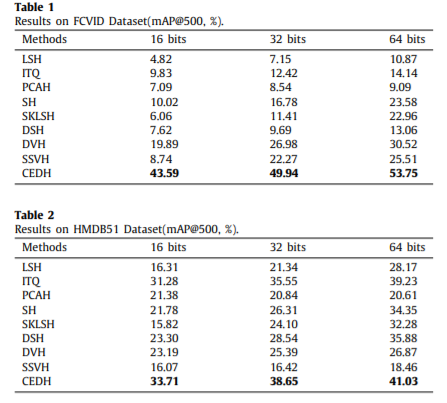 Table 1
Results on FCVID Dataset(mAP@500, %).
Methods 16 bits 32 bits 64 bits
LSH 4.82 7.15 10.87
ITQ 9.83 12.42 14.14
PCAH 7.09 8.54 9.09
SH 10.02 16.78 23.58
SKLSH 6.06 11.41 22.96
DSH 7.62 9.69 13.06
DVH 19.89 26.98 30.52
SSVH 8.74 22.27 25.51
CEDH 43.59 49.94 53.75
Table 2
Results on HMDB51 Dataset(mAP@500, %).
Methods 16 bits 32 bits 64 bits
LSH 16.31 21.34 28.17
ITQ 31.28 35.55 39.23
PCAH 21.38 20.84 20.61
SH 21.78 26.31 34.35
SKLSH 15.82 24.10 32.28
DSH 23.30 28.54 35.88
DVH 23.19 25.39 26.87
SSVH 16.07 16.42 18.46
CEDH 33.71 38.65 41.03